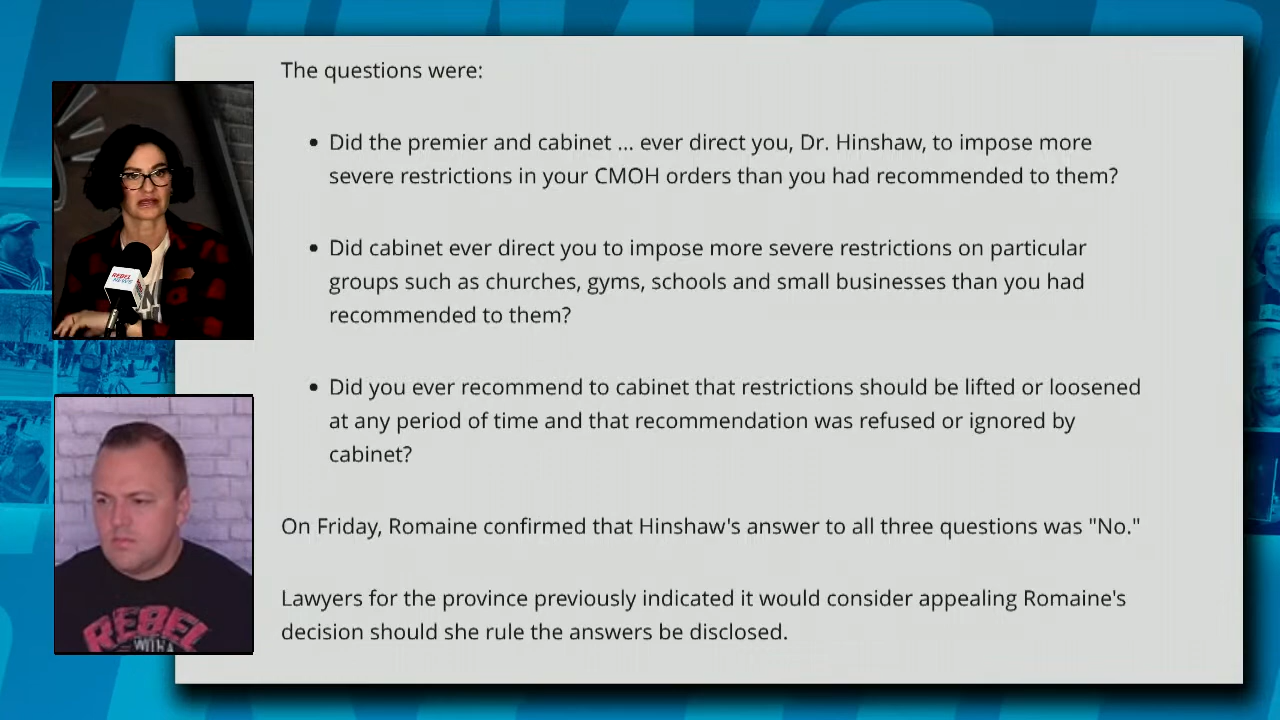 The questions were:
• Did the premier and cabinet ... ever direct you, Dr. Hinshaw, to impose more
severe restrictions in your CMOH orders than you had recommended to them?
• Did cabinet ever direct you to impose more severe restrictions on particular
groups such as churches, gyms, schools and small businesses than you had
recommended to them?
• Did you ever recommend to cabinet that restrictions should be lifted or loosened
at any period of time and that recommendation was refused or ignored by
cabinet?
On Friday, Romaine confirmed that Hinshaw's answer to all three questions was "No."
Lawyers for the province previously indicated it would consider appealing Romaine's
decision should she rule the answers be disclosed.
REBEL
NEWS
REBEL